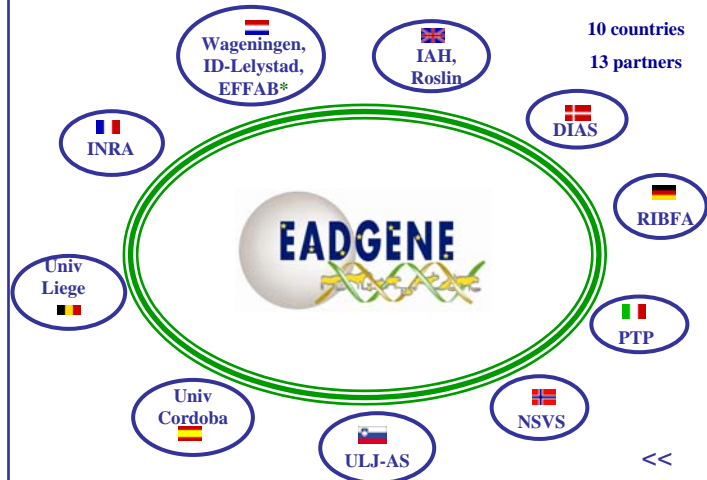 Wageningen,
ID-Lelystad,
EFFAB*
IAH,
Roslin
10 countries
13 partners
DIAS
INRA
RIBFA
EADGENE
Univ
Liege
PTP
Univ
Cordoba
NSVS
ULJ-AS
<<